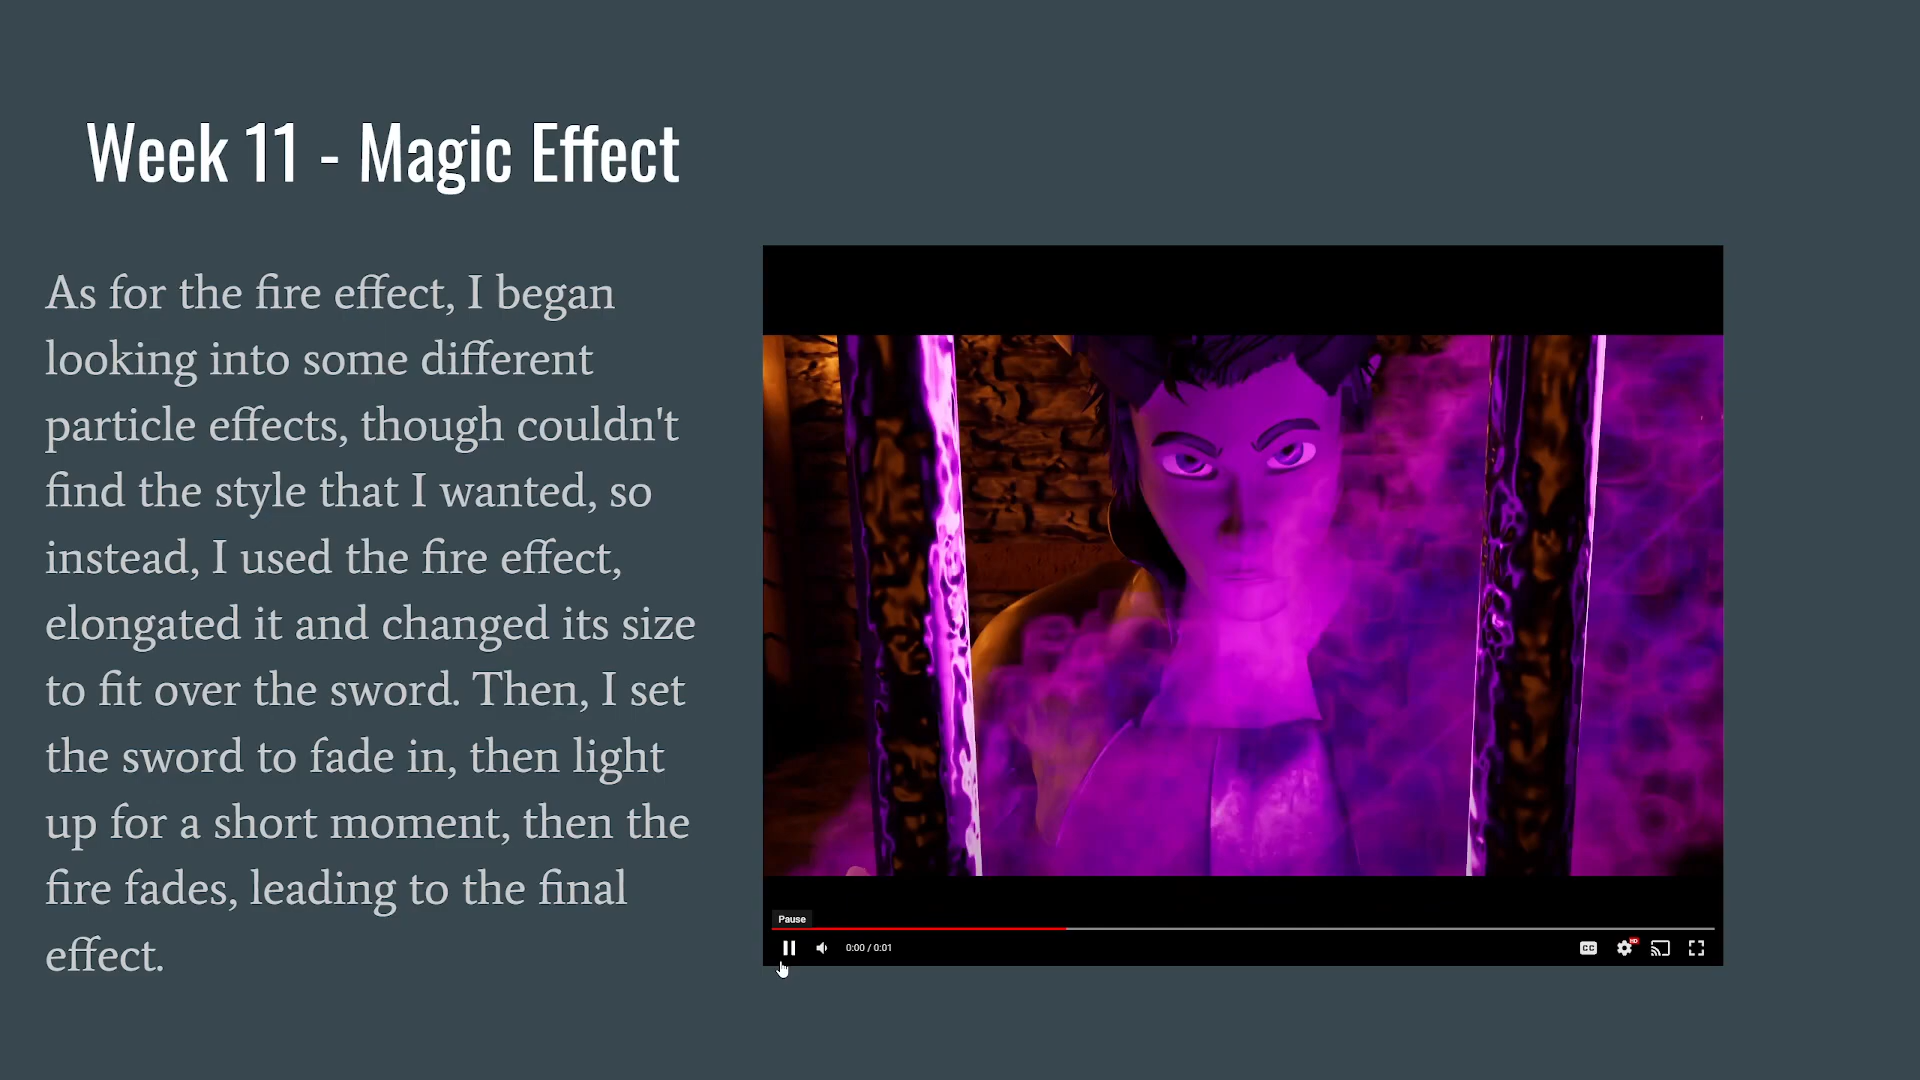 Week 11 - Magic Effect
As for the fire effect, I began
looking into some different
particle effects, though couldn't
find the style that I wanted, so
instead, I used the fire effect,
elongated it and changed its size
to fit over the sword. Then, I set
the sword to fade in, then light
up for a short moment, then the
fire fades, leading to the final
effect.
Pause
0:00 / 0:01
CC
HD